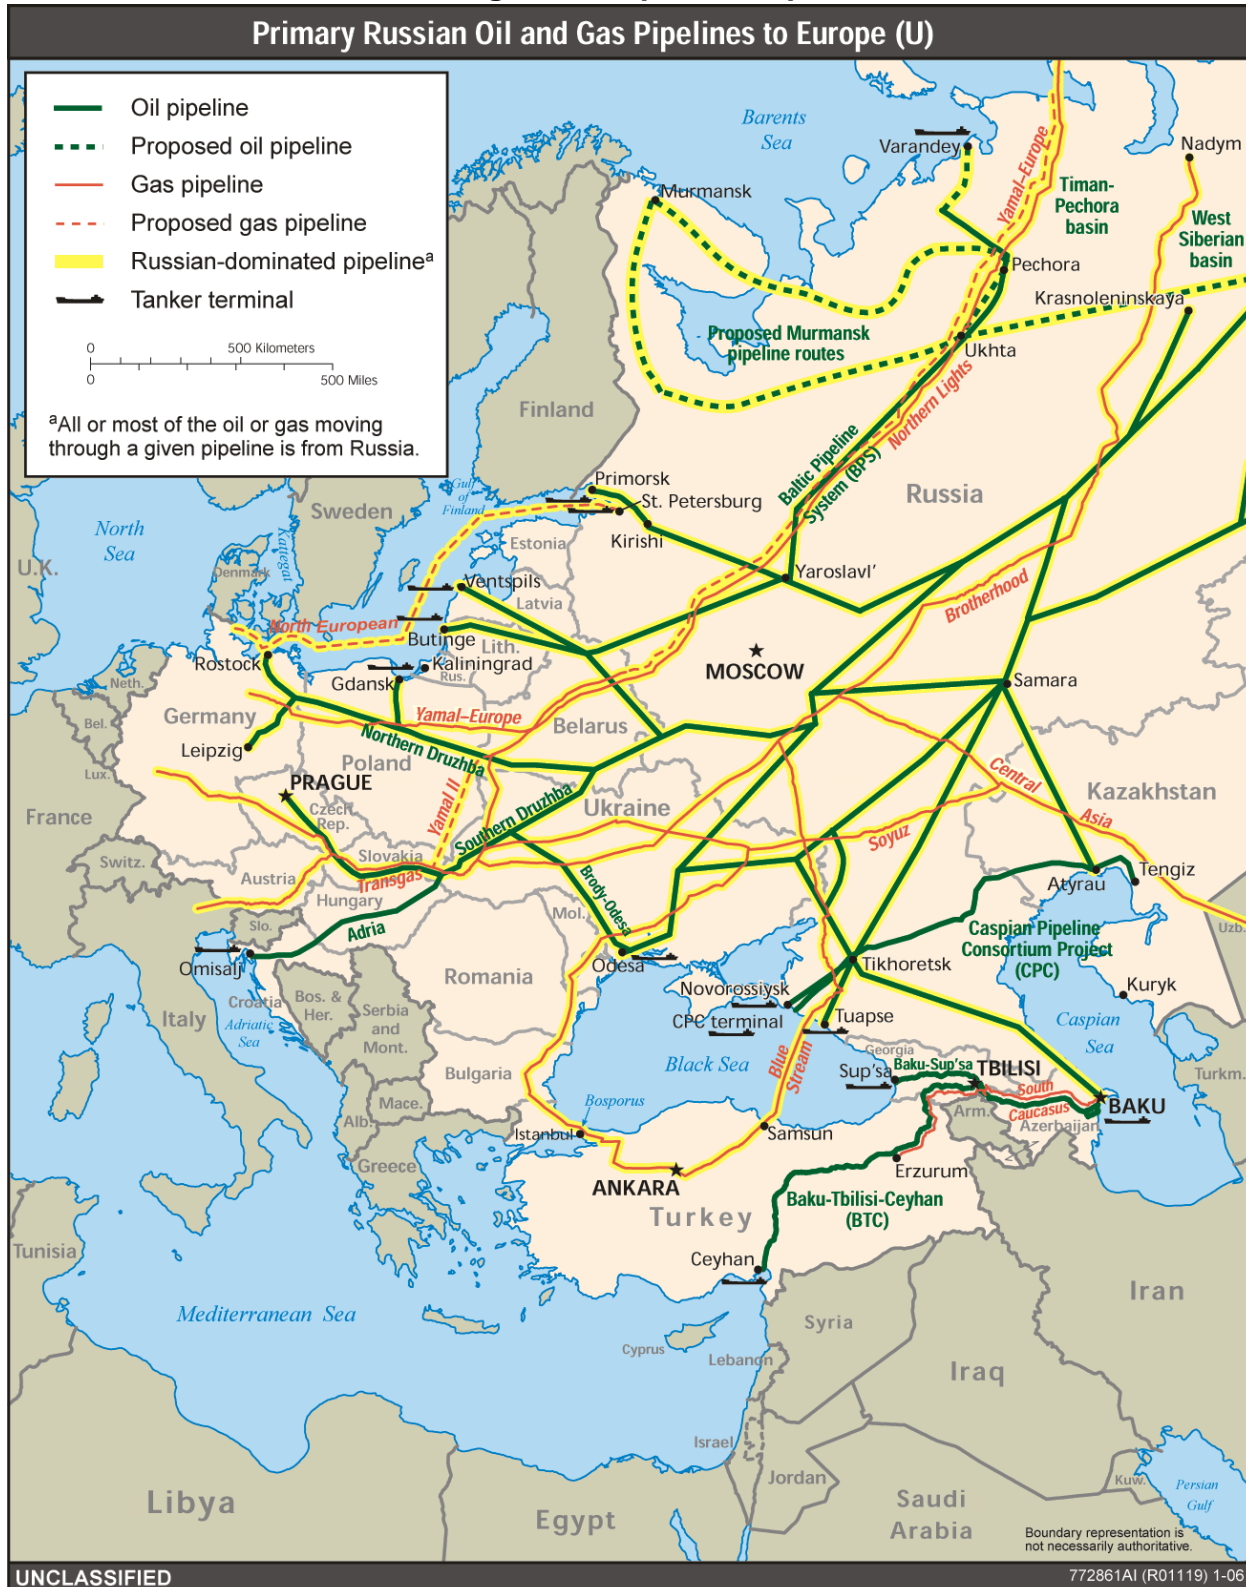 Primary Russian Oil and Gas Pipelines to Europe (U)
Oil pipeline
Proposed oil pipeline
Gas pipeline
Proposed gas pipeline
Russian-dominated pipelineᵃ
Tanker terminal
0 500 Kilometers
0 500 Miles
ᵃAll or most of the oil or gas moving
through a given pipeline is from Russia.
Barents
Sea
Varandey
Nadym
Murmansk
Yamal–Europe
Timan-
Pechora
basin
West
Siberian
basin
Pechora
Krasnoleninskaya
Proposed Murmansk
pipeline routes
Ukhta
Northern Lights
Finland
Baltic Pipeline
System (BPS)
Primorsk
St. Petersburg
Kirishi
Russia
Gulf
of
Finland
Sweden
North
Sea
Kattegat
Estonia
U.K.
Denmark
Ventspils
Yaroslavl’
Latvia
Brotherhood
North European
Butinge
Lith.
Kaliningrad
Rus.
Rostock
Gdansk
MOSCOW
Samara
Neth.
Germany
Yamal–Europe
Belarus
Bel.
Leipzig
Northern Druzhba
Poland
Lux.
PRAGUE
Central
Asia
Kazakhstan
France
Czech
Rep.
Yamal II
Southern Druzhba
Ukraine
Soyuz
Switz.
Slovakia
Austria
Transgas
Hungary
Brody-Odesa
Atyrau
Tengiz
Mol.
Slo.
Adria
Caspian Pipeline
Consortium Project
(CPC)
Uzb.
Omisalj
Romania
Odesa
Tikhoretsk
Croatia
Bos. &
Her.
Serbia
and
Mont.
Novorossiysk
Kuryk
Italy
Adriatic
Sea
CPC terminal
Tuapse
Caspian
Sea
Black Sea
Blue
Stream
Georgia
Baku-Sup’sa
TBILISI
Bulgaria
Sup’sa
South
Caucasus
Turkm.
Mace.
Bosporus
Arm.
Azerbaijan
BAKU
Alb.
Istanbul
Samsun
Greece
Erzurum
ANKARA
Baku-Tbilisi-Ceyhan
(BTC)
Turkey
Tunisia
Ceyhan
Mediterranean Sea
Iran
Syria
Cyprus
Lebanon
Iraq
Israel
Jordan
Kuw.
Persian
Gulf
Libya
Egypt
Saudi
Arabia
Boundary representation is
not necessarily authoritative.
UNCLASSIFIED
772861AI (R01119) 1-06